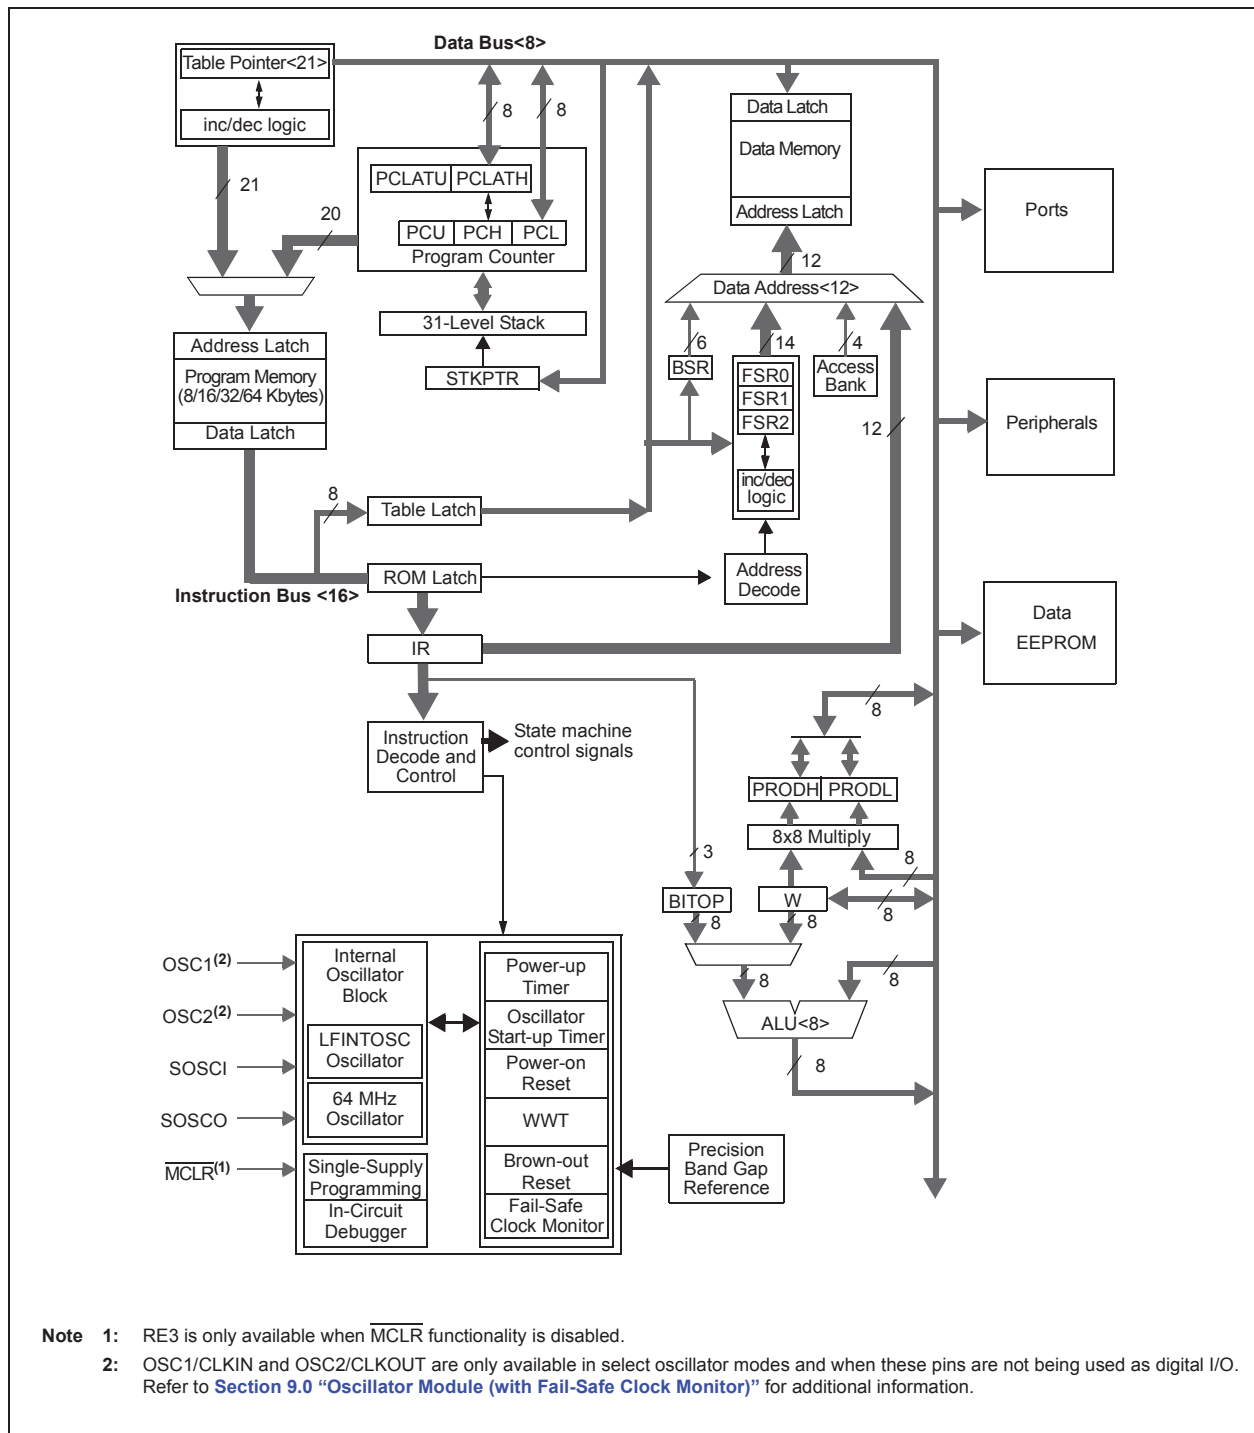 Data Bus<8>
Table Pointer<21>
inc/dec logic
21
20
8
8
PCLATU PCLATH
PCU PCH PCL
Program Counter
31-Level Stack
STKPTR
Data Latch
Data Memory
Address Latch
12
Data Address<12>
6
14
4
BSR
FSR0
FSR1
FSR2
inc/dec
logic
Access
Bank
12
Address
Decode
Ports
Peripherals
Data
EEPROM
Address Latch
Program Memory
(8/16/32/64 Kbytes)
Data Latch
8
Table Latch
ROM Latch
Instruction Bus <16>
IR
Instruction
Decode and
Control
State machine
control signals
8
PRODH PRODL
8x8 Multiply
3
8
BITOP
W
8
8
8
8
8
ALU<8>
8
OSC1(2)
OSC2(2)
SOSCI
SOSCO
MCLR(1)
Internal
Oscillator
Block
LFINTOSC
Oscillator
64 MHz
Oscillator
Single-Supply
Programming
In-Circuit
Debugger
Power-up
Timer
Oscillator
Start-up Timer
Power-on
Reset
WWT
Brown-out
Reset
Fail-Safe
Clock Monitor
Precision
Band Gap
Reference
Note 1: RE3 is only available when MCLR functionality is disabled.
2: OSC1/CLKIN and OSC2/CLKOUT are only available in select oscillator modes and when these pins are not being used as digital I/O.
Refer to Section 9.0 “Oscillator Module (with Fail-Safe Clock Monitor)” for additional information.